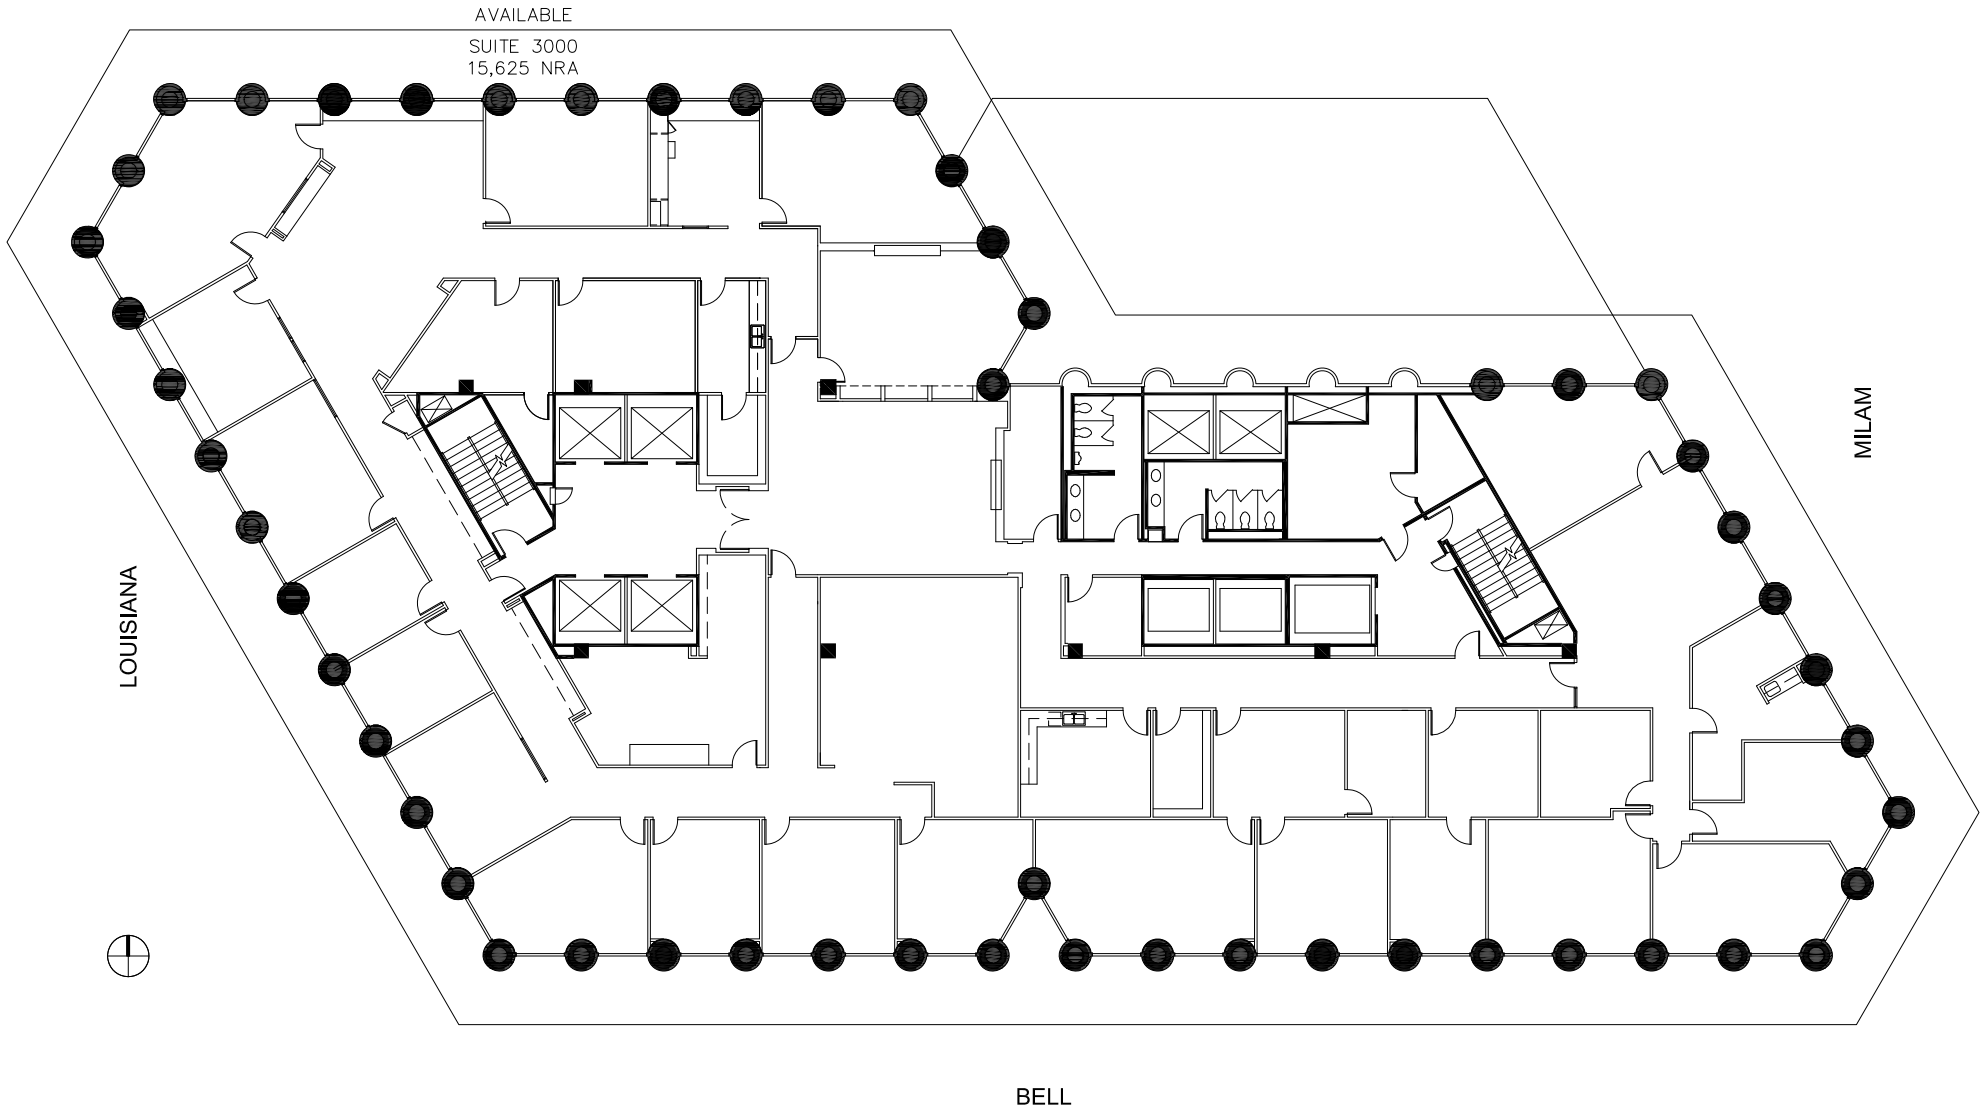 AVAILABLE
SUITE 3000
15,625 NRA
MILAM
LOUISIANA
BELL